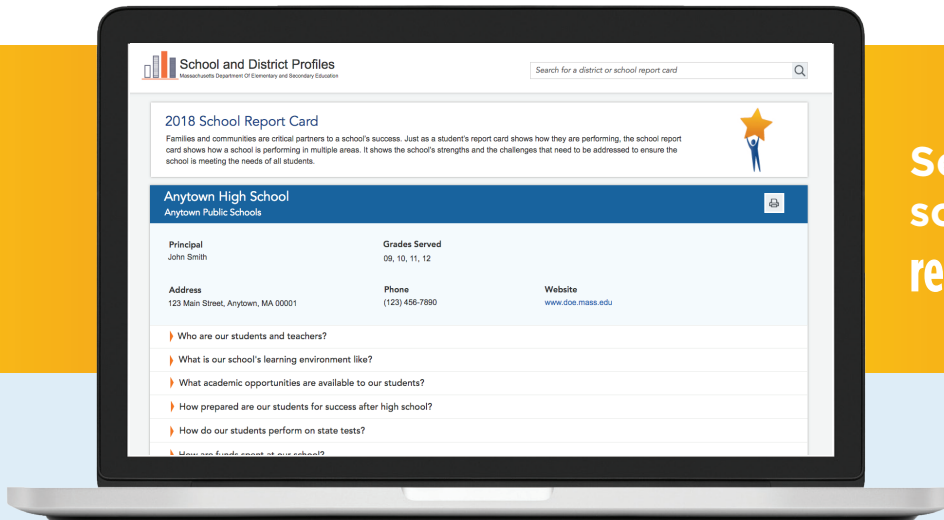 School and District Profiles
Massachusetts Department Of Elementary and Secondary Education
Search for a district or school report card
2018 School Report Card
Families and communities are critical partners to a school's success. Just as a student's report card shows how they are performing, the school report
card shows how a school is performing in multiple areas. It shows the school's strengths and the challenges that need to be addressed to ensure the
school is meeting the needs of all students.
Anytown High School
Anytown Public Schools
Principal
John Smith
Grades Served
09, 10, 11, 12
Address
123 Main Street, Anytown, MA 00001
Phone
(123) 456-7890
Website
www.doe.mass.edu
Who are our students and teachers?
What is our school's learning environment like?
What academic opportunities are available to our students?
How prepared are our students for success after high school?
How do our students perform on state tests?
How are funds spent at our school?